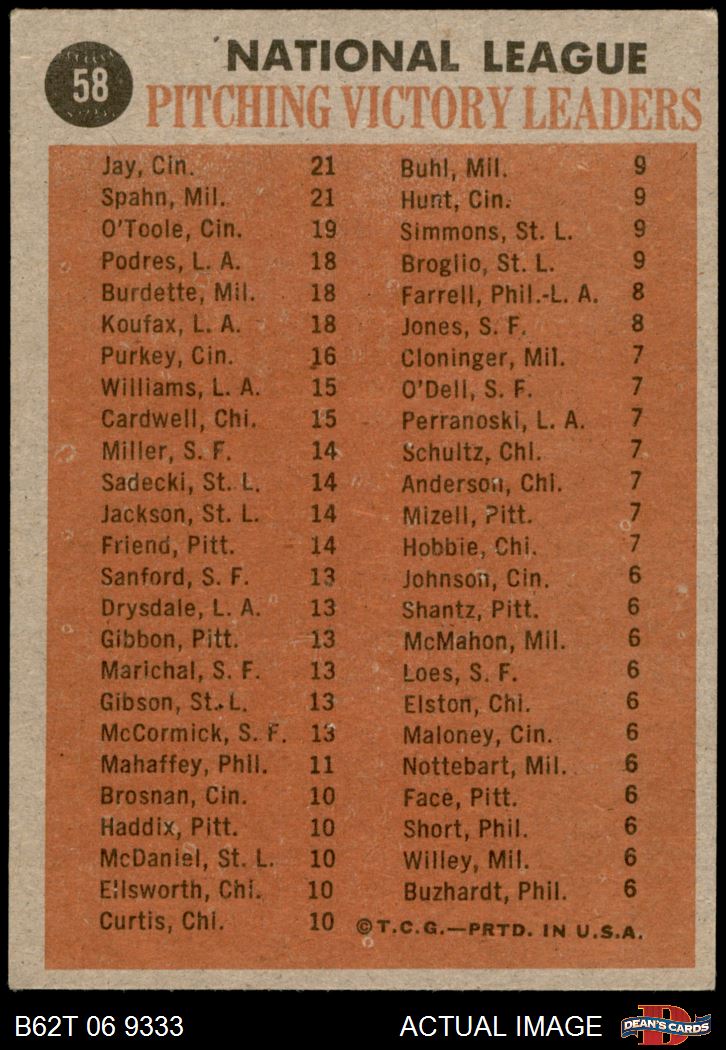 58
NATIONAL LEAGUE
PITCHING VICTORY LEADERS
Jay, Cin. 21
Spahn, Mil. 21
O'Toole, Cin. 19
Podres, L. A. 18
Burdette, Mil. 18
Koufax, L. A. 18
Purkey, Cin. 16
Williams, L. A. 15
Cardwell, Chi. 15
Miller, S. F. 14
Sadecki, St. L. 14
Jackson, St. L. 14
Friend, Pitt. 14
Sanford, S. F. 13
Drysdale, L. A. 13
Gibbon, Pitt. 13
Marichal, S. F. 13
Gibson, St. L. 13
McCormick, S. F. 13
Mahaffey, Phil. 11
Brosnan, Cin. 10
Haddix, Pitt. 10
McDaniel, St. L. 10
Ellsworth, Chi. 10
Curtis, Chi. 10
Buhl, Mil. 9
Hunt, Cin. 9
Simmons, St. L. 9
Broglio, St. L. 9
Farrell, Phil.-L. A. 8
Jones, S. F. 8
Cloninger, Mil. 7
O'Dell, S. F. 7
Perranoski, L. A. 7
Schultz, Chi. 7
Anderson, Chi. 7
Mizell, Pitt. 7
Hobbie, Chi. 7
Johnson, Cin. 6
Shantz, Pitt. 6
McMahon, Mil. 6
Loes, S. F. 6
Elston, Chi. 6
Maloney, Cin. 6
Nottebart, Mil. 6
Face, Pitt. 6
Short, Phil. 6
Willey, Mil. 6
Buzhardt, Phil. 6
©T.C.G.—PRTD. IN U.S.A.
B62T 06 9333
ACTUAL IMAGE
DEAN'S CARDS